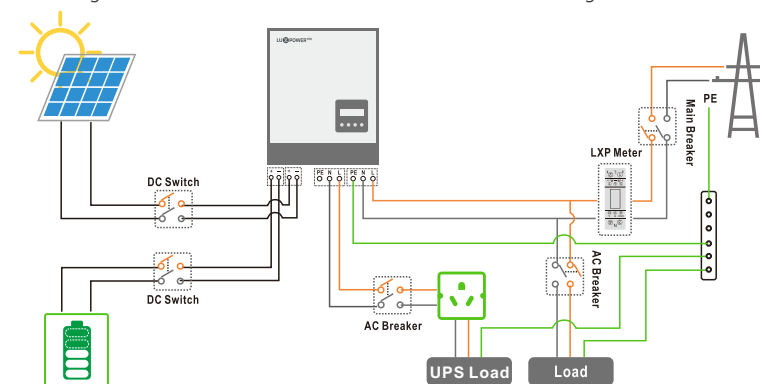 LUXPOWER
PE
Main Breaker
LXP Meter
DC Switch
+ - + -
PE N L PE N L
AC Breaker
DC Switch
AC Breaker
UPS Load
Load